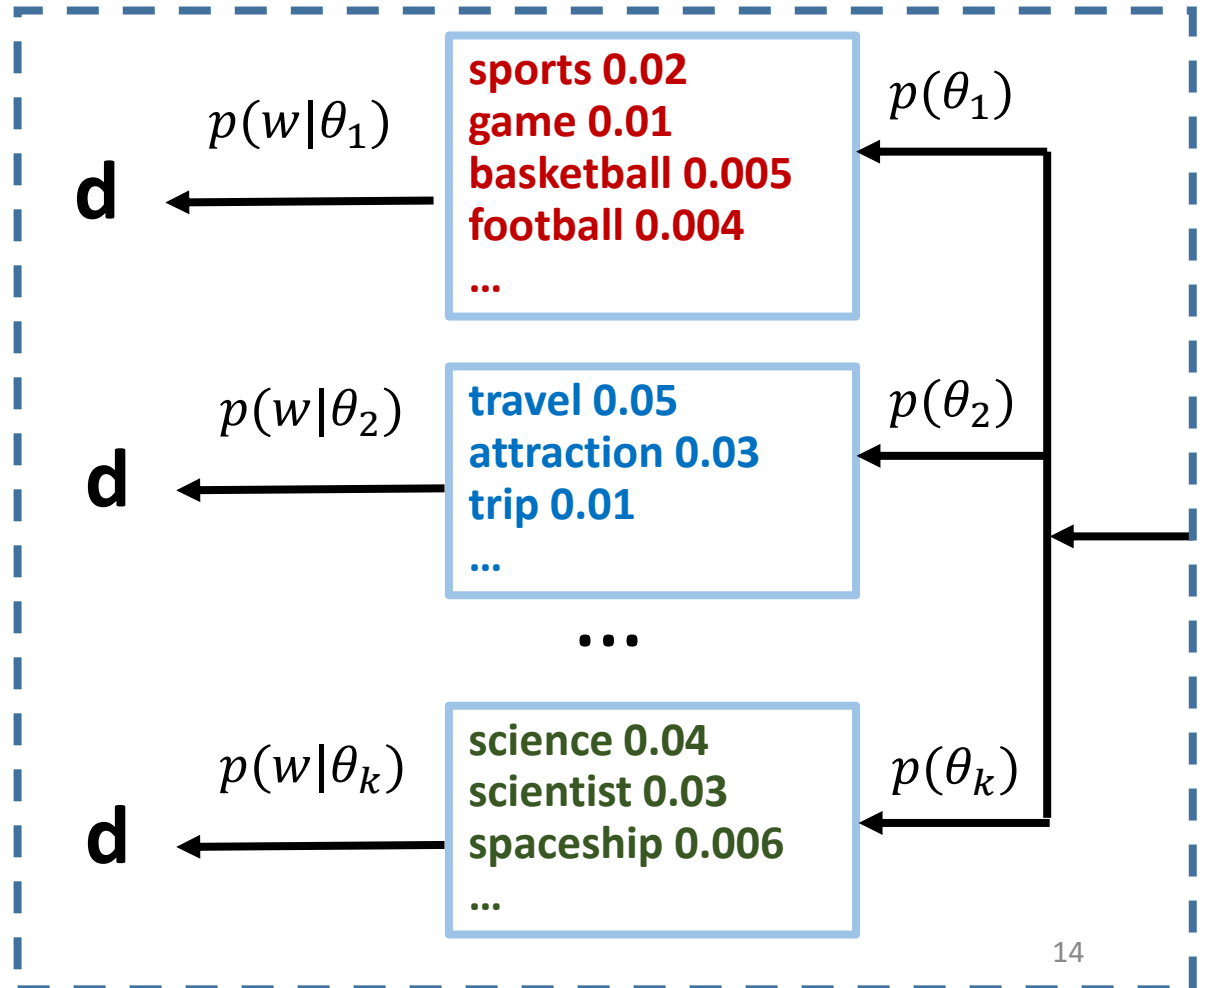 sports 0.02
game 0.01
basketball 0.005
football 0.004
...
p(θ₁)
p(w|θ₁)
d
travel 0.05
attraction 0.03
trip 0.01
...
p(θ₂)
p(w|θ₂)
d
...
science 0.04
scientist 0.03
spaceship 0.006
...
p(θₖ)
p(w|θₖ)
d
14